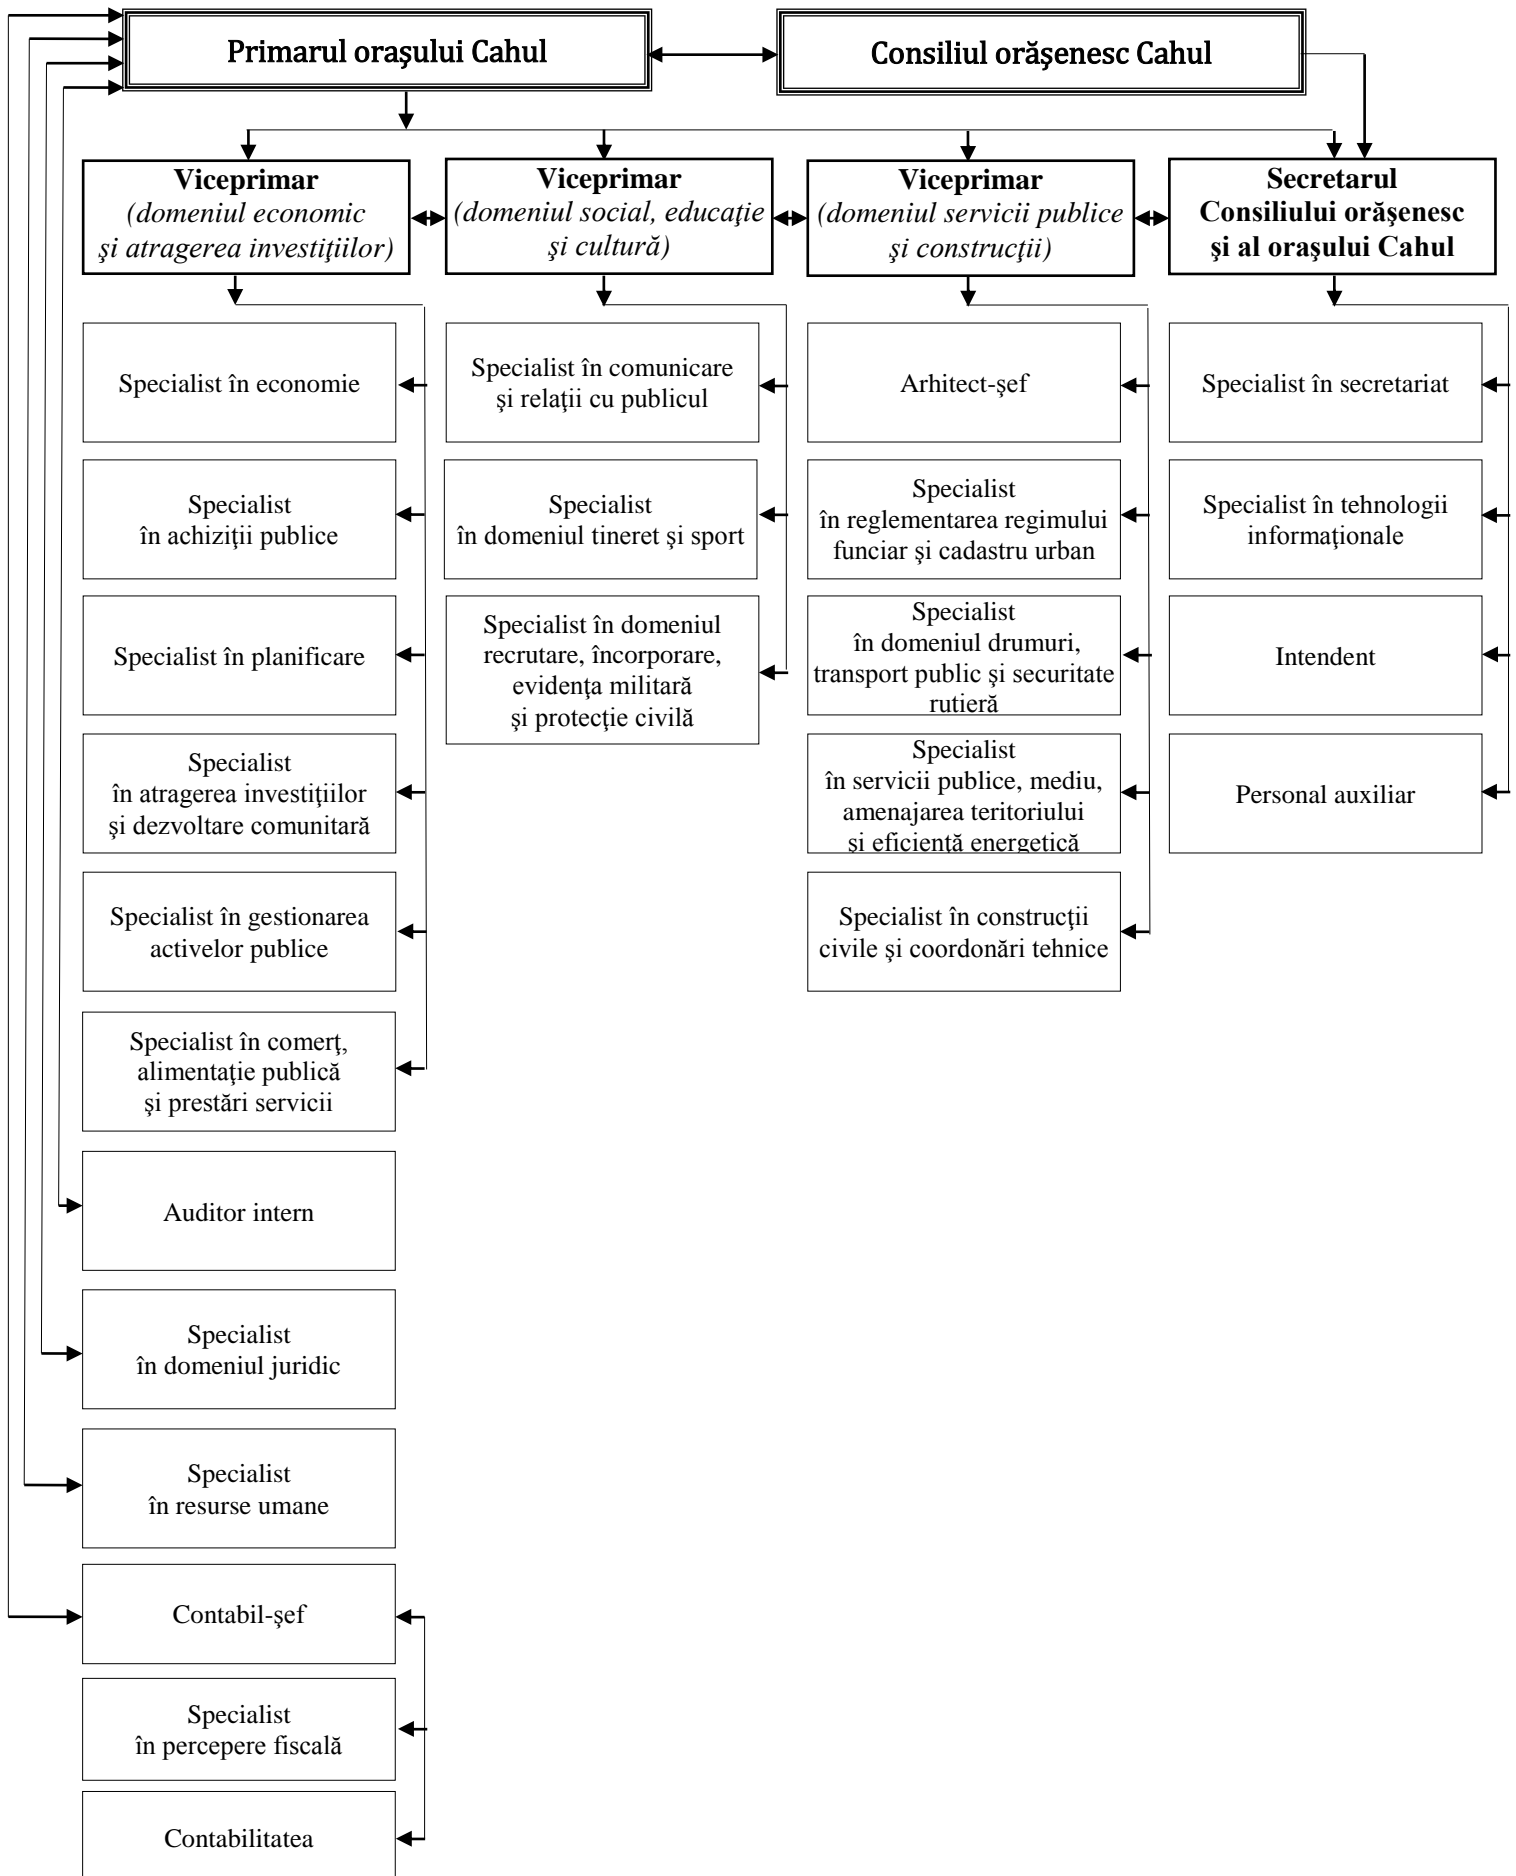 Primarul oraşului Cahul
Consiliul orăşenesc Cahul
Viceprimar
(domeniul economic
şi atragerea investiţiilor)
Viceprimar
(domeniul social, educaţie
şi cultură)
Viceprimar
(domeniul servicii publice
şi construcţii)
Secretarul
Consiliului orăşenesc
şi al oraşului Cahul
Specialist în economie
Specialist
în achiziţii publice
Specialist în planificare
Specialist
în atragerea investiţiilor
şi dezvoltare comunitară
Specialist în gestionarea
activelor publice
Specialist în comerţ,
alimentaţie publică
şi prestări servicii
Specialist în comunicare
şi relaţii cu publicul
Specialist
în domeniul tineret şi sport
Specialist în domeniul
recrutare, încorporare,
evidenţa militară
şi protecţie civilă
Arhitect-şef
Specialist
în reglementarea regimului
funciar şi cadastru urban
Specialist
în domeniul drumuri,
transport public şi securitate
rutieră
Specialist
în servicii publice, mediu,
amenajarea teritoriului
şi eficienţă energetică
Specialist în construcţii
civile şi coordonări tehnice
Specialist în secretariat
Specialist în tehnologii
informaţionale
Intendent
Personal auxiliar
Auditor intern
Specialist
în domeniul juridic
Specialist
în resurse umane
Contabil-şef
Specialist
în percepere fiscală
Contabilitatea